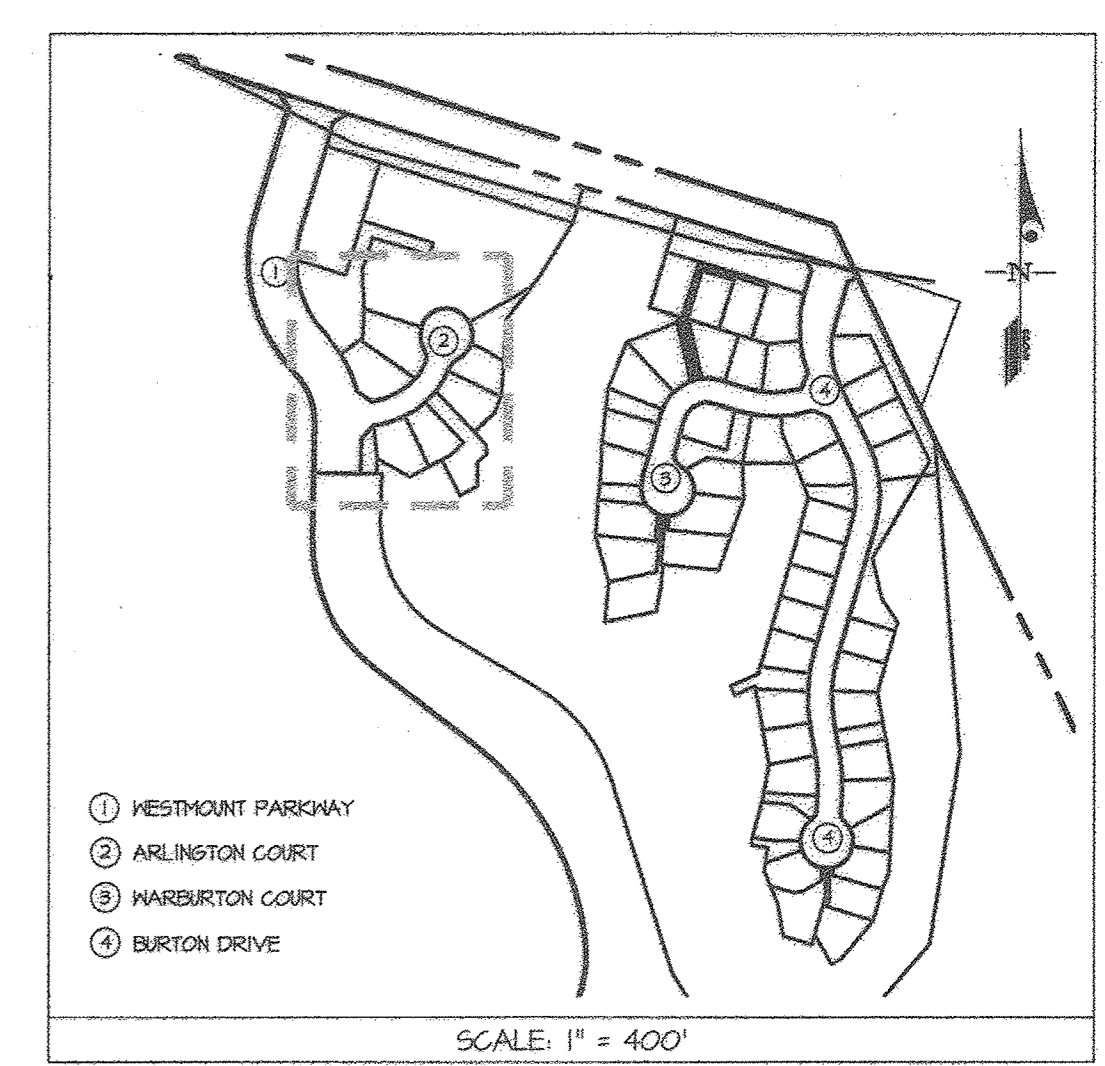 1
2
3
4
4
N
① WESTMOUNT PARKWAY
② ARLINGTON COURT
③ WARBURTON COURT
④ BURTON DRIVE
SCALE: 1" = 400'